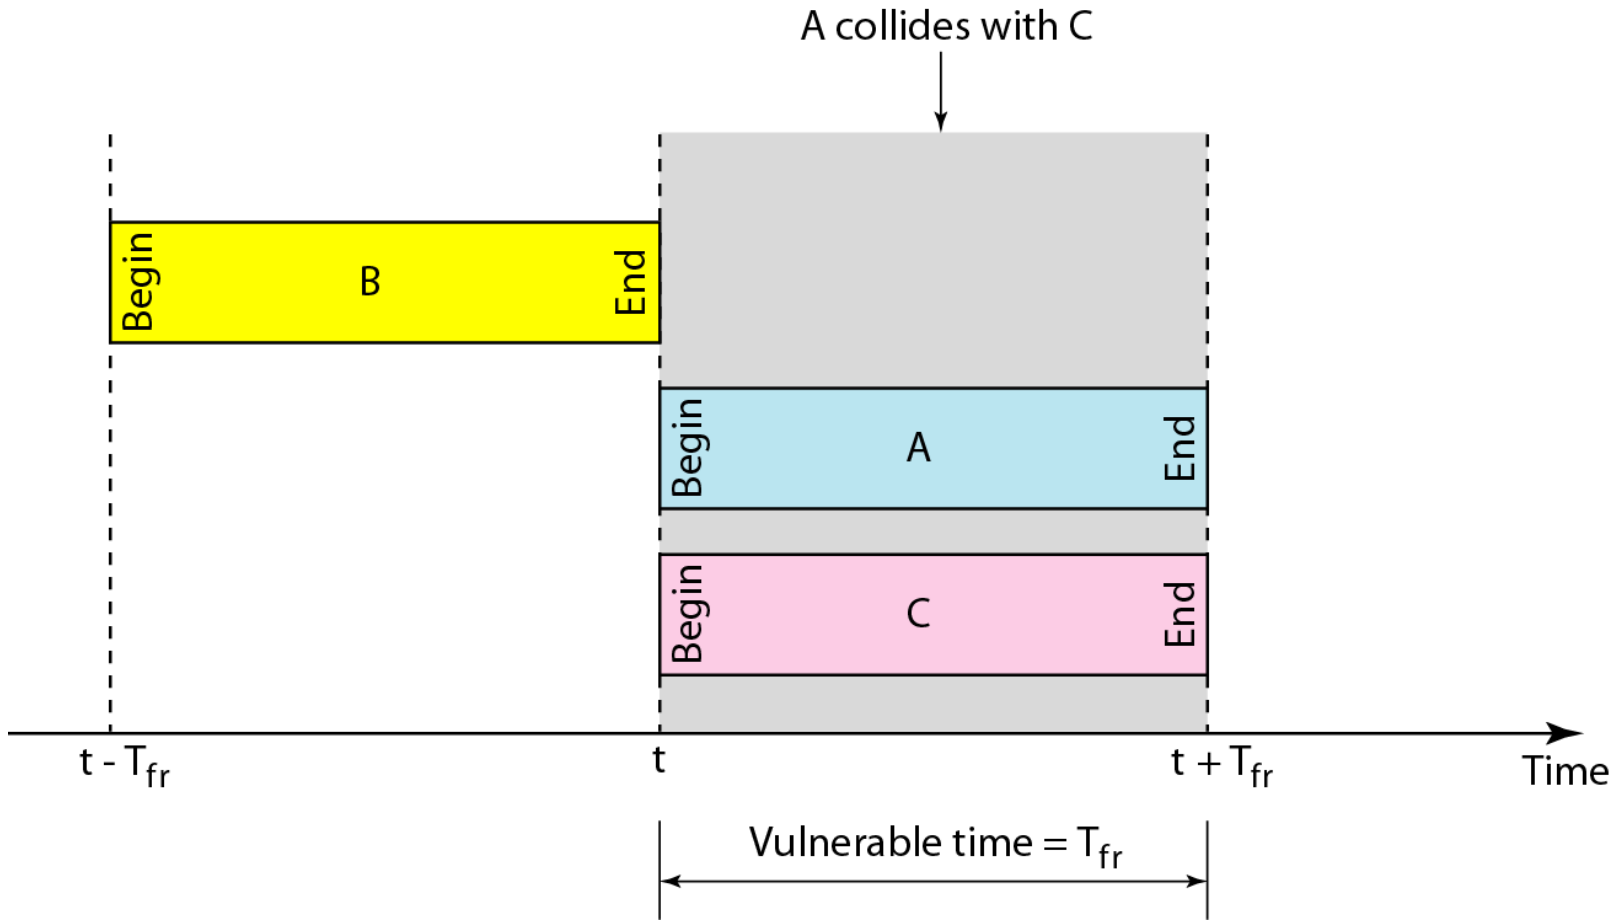 A collides with C
Begin
B
End
Begin
A
End
Begin
C
End
t - Tfr
t
t + Tfr
Time
Vulnerable time = Tfr